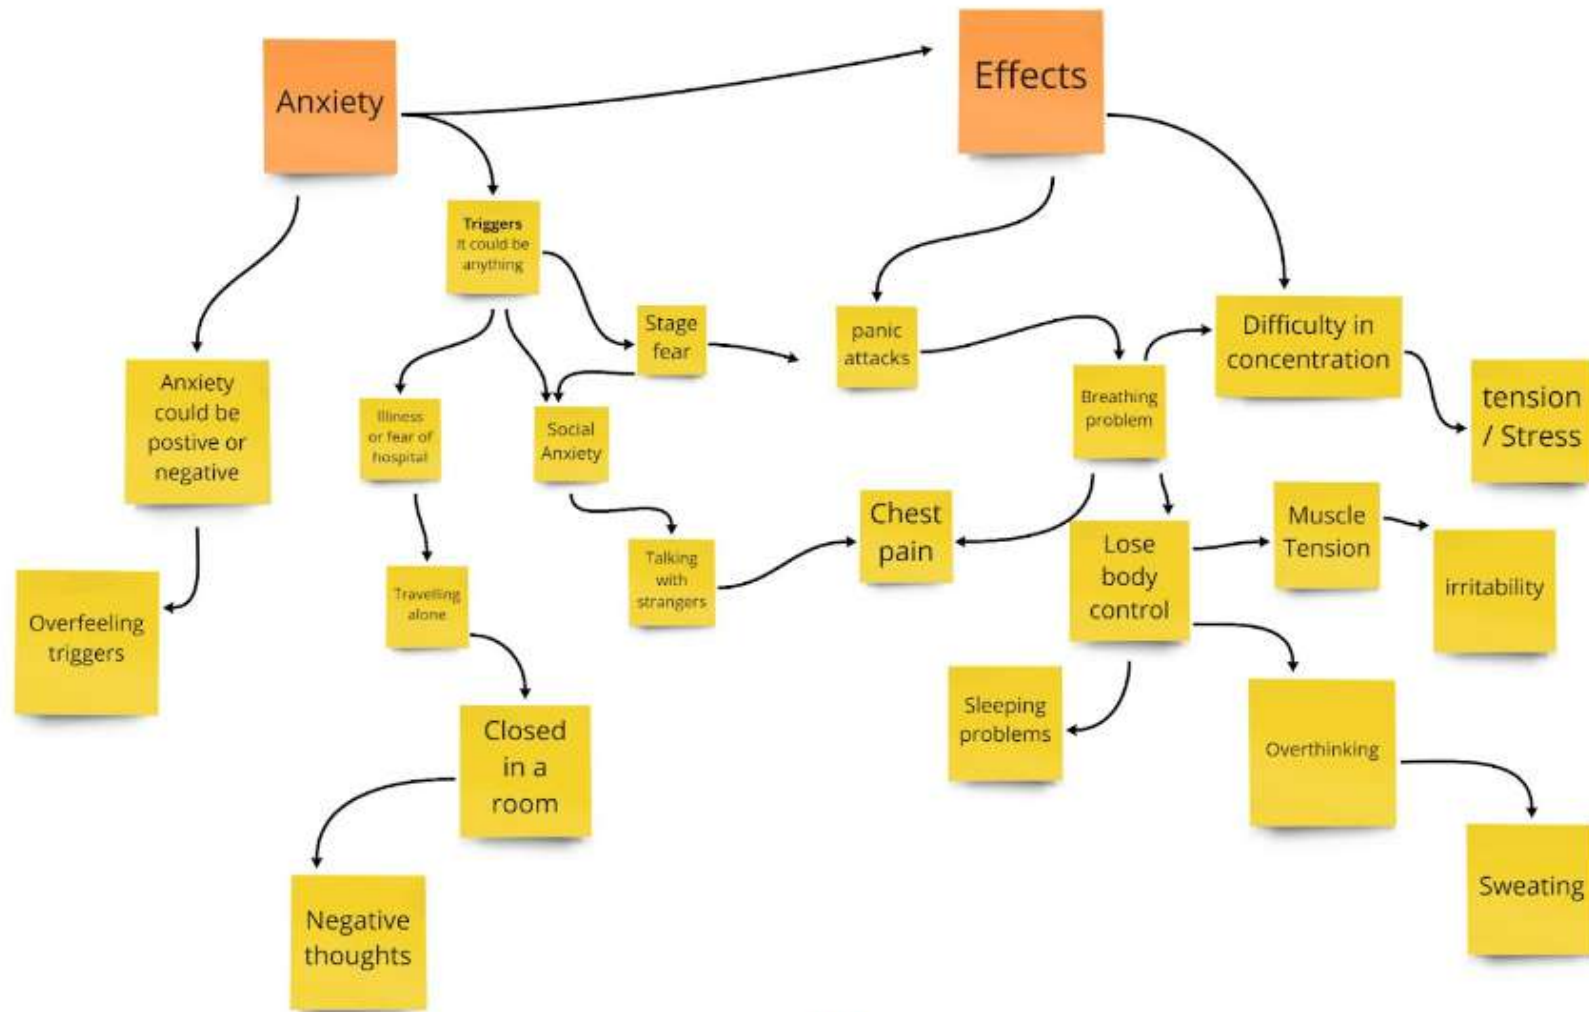 Anxiety
Effects
Triggers
It could be
anything
Stage
fear
panic
attacks
Difficulty in
concentration
Anxiety
could be
postive or
negative
Illiness
or fear of
hospital
Social
Anxiety
Breathing
problem
tension
/ Stress
Chest
pain
Muscle
Tension
Lose
body
control
irritability
Talking
with
strangers
Travelling
alone
Overfeeling
triggers
Sleeping
problems
Closed
in a
room
Overthinking
Negative
thoughts
Sweating